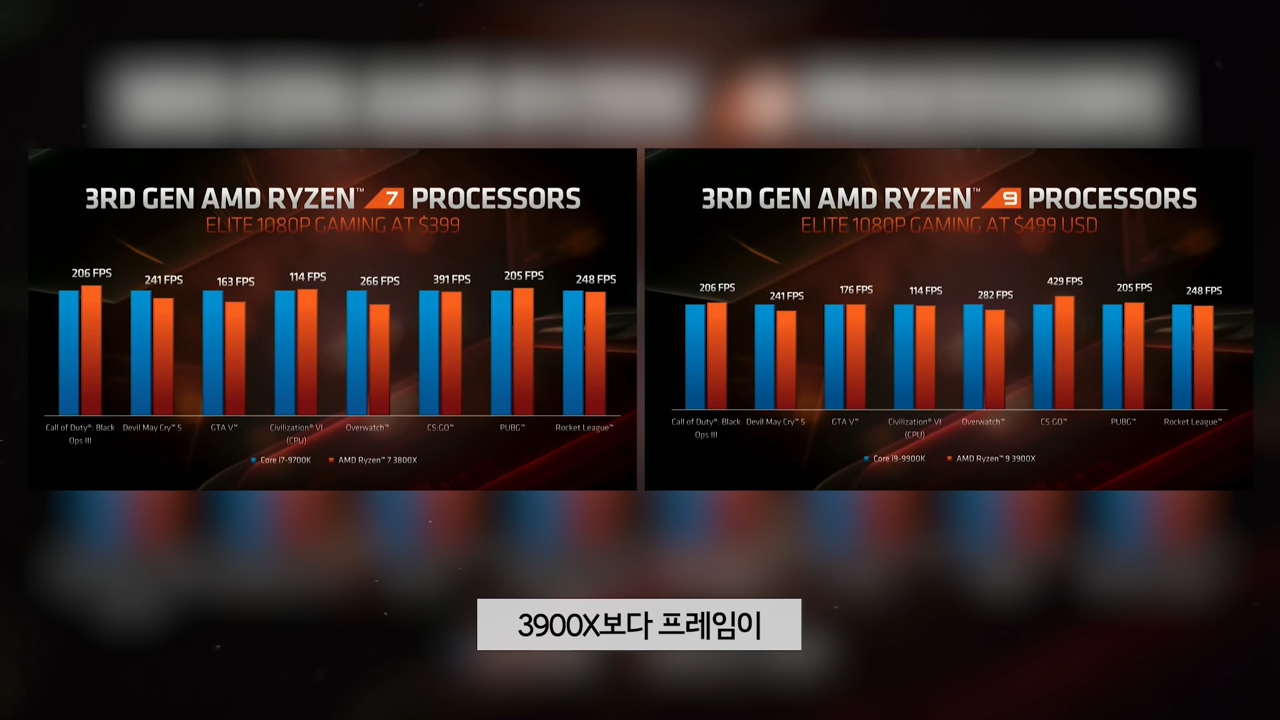 3RD GEN AMD RYZEN™ 7 PROCESSORS
ELITE 1080P GAMING AT $399
206 FPS 241 FPS 163 FPS 114 FPS 266 FPS 391 FPS 205 FPS 248 FPS
Call of Duty®: Black Ops III Devil May Cry™ 5 GTA V™ Civilization® VI (CPU) Overwatch™ CS:GO™ PUBG™ Rocket League™
Core i7-9700K AMD Ryzen™ 7 3800X
3RD GEN AMD RYZEN™ 9 PROCESSORS
ELITE 1080P GAMING AT $499 USD
206 FPS 241 FPS 176 FPS 114 FPS 282 FPS 429 FPS 205 FPS 248 FPS
Call of Duty®: Black Ops III Devil May Cry™ 5 GTA V™ Civilization® VI (CPU) Overwatch™ CS:GO™ PUBG™ Rocket League™
Core i9-9900K AMD Ryzen™ 9 3900X
3900X보다 프레임이